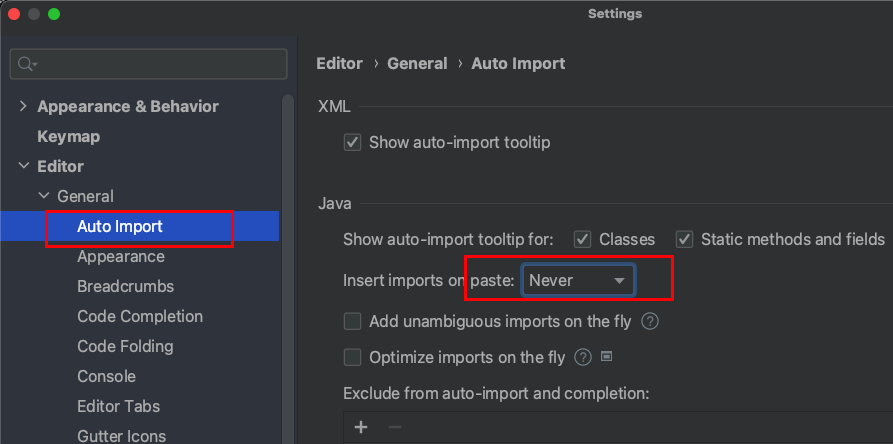 Settings
Appearance & Behavior
Keymap
Editor
General
Auto Import
Appearance
Breadcrumbs
Code Completion
Code Folding
Console
Editor Tabs
Gutter Icons
Editor › General › Auto Import
XML
Show auto-import tooltip
Java
Show auto-import tooltip for: Classes Static methods and fields
Insert imports on paste: Never
Add unambiguous imports on the fly ?
Optimize imports on the fly ?
Exclude from auto-import and completion:
+ −